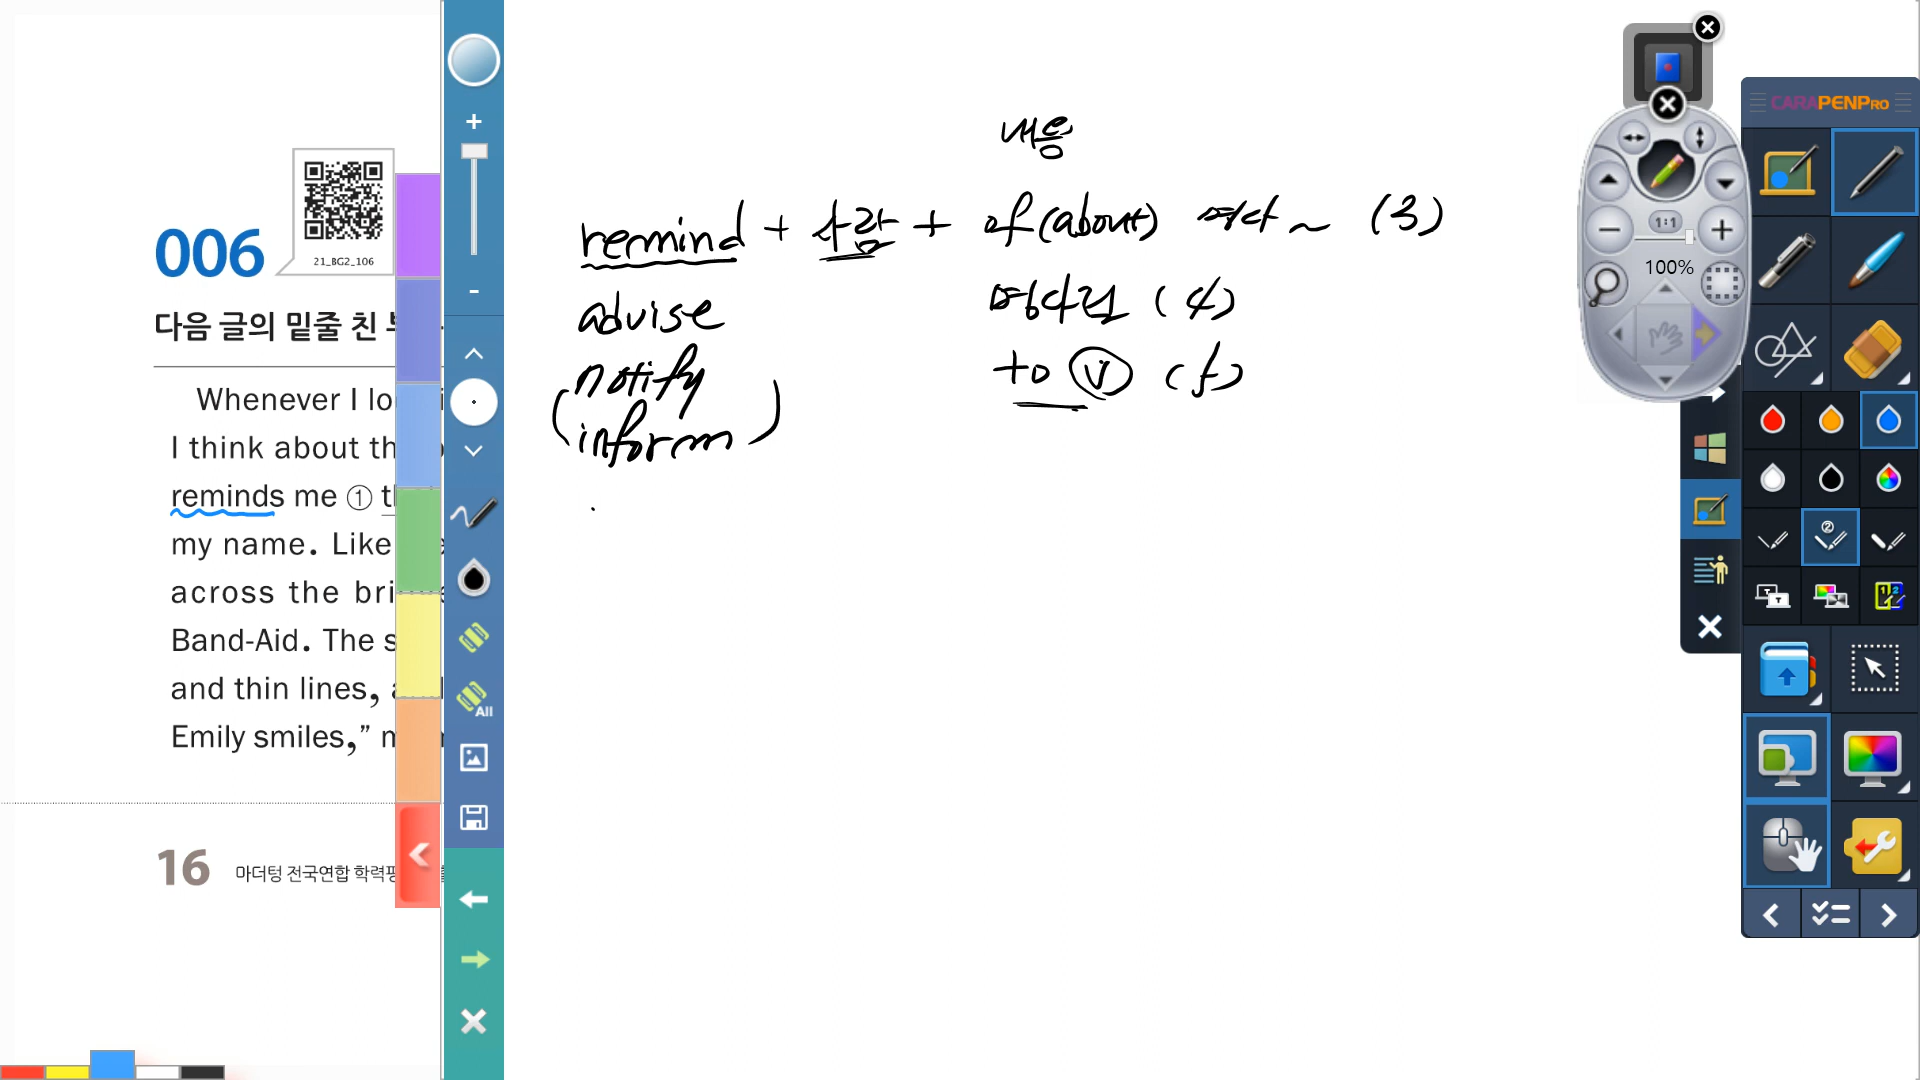 006
21_BG2_106
다음 글의 밑줄 친
Whenever I lo
I think about th
reminds me ① t
my name. Like
across the bri
Band-Aid. The s
and thin lines,
Emily smiles,” m
16 마더텅 전국연합 학력평
+
-
All
내용
remind + 사람 + of(about) 명사 ~ (3)
advise (4)
notify to ⓥ (5)
(inform)
1:1
100%
CARAPENPRO